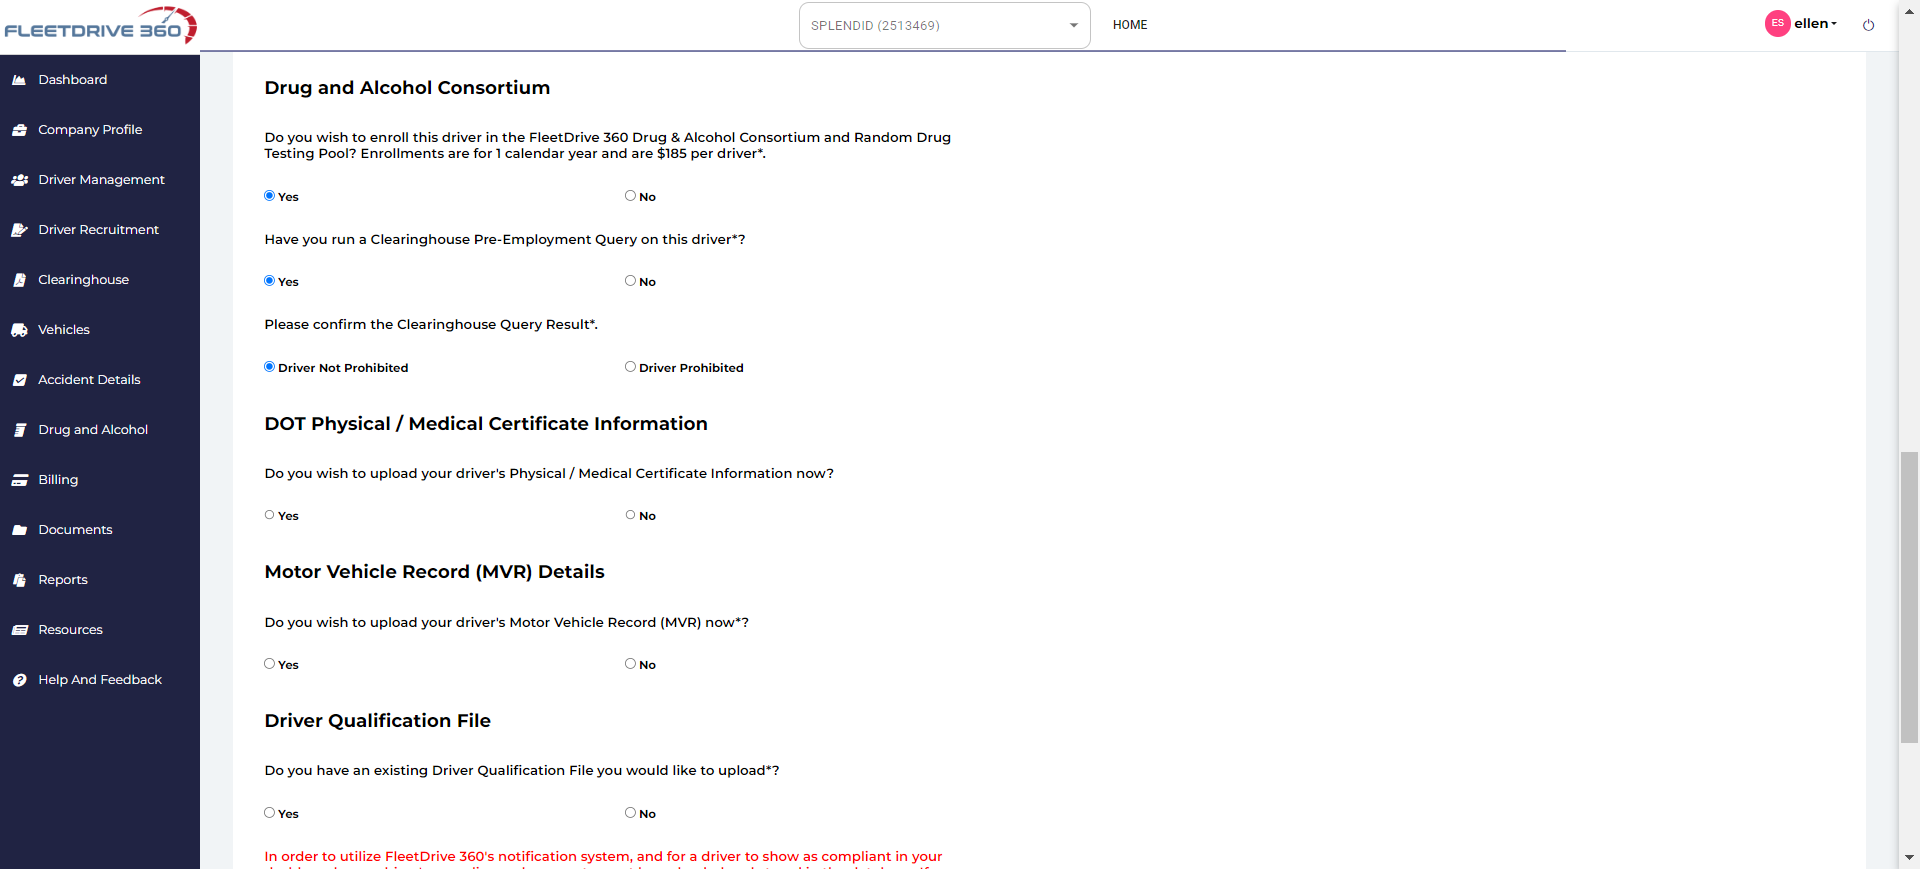 FLEETDRIVE 360
SPLENDID (2513469)
HOME
ES
ellen
Dashboard
Company Profile
Driver Management
Driver Recruitment
Clearinghouse
Vehicles
Accident Details
Drug and Alcohol
Billing
Documents
Reports
Resources
Help And Feedback
Drug and Alcohol Consortium
Do you wish to enroll this driver in the FleetDrive 360 Drug & Alcohol Consortium and Random Drug
Testing Pool? Enrollments are for 1 calendar year and are $185 per driver*.
Yes No
Have you run a Clearinghouse Pre-Employment Query on this driver*?
Yes No
Please confirm the Clearinghouse Query Result*.
Driver Not Prohibited Driver Prohibited
DOT Physical / Medical Certificate Information
Do you wish to upload your driver's Physical / Medical Certificate Information now?
Yes No
Motor Vehicle Record (MVR) Details
Do you wish to upload your driver's Motor Vehicle Record (MVR) now*?
Yes No
Driver Qualification File
Do you have an existing Driver Qualification File you would like to upload*?
Yes No
In order to utilize FleetDrive 360's notification system, and for a driver to show as compliant in your